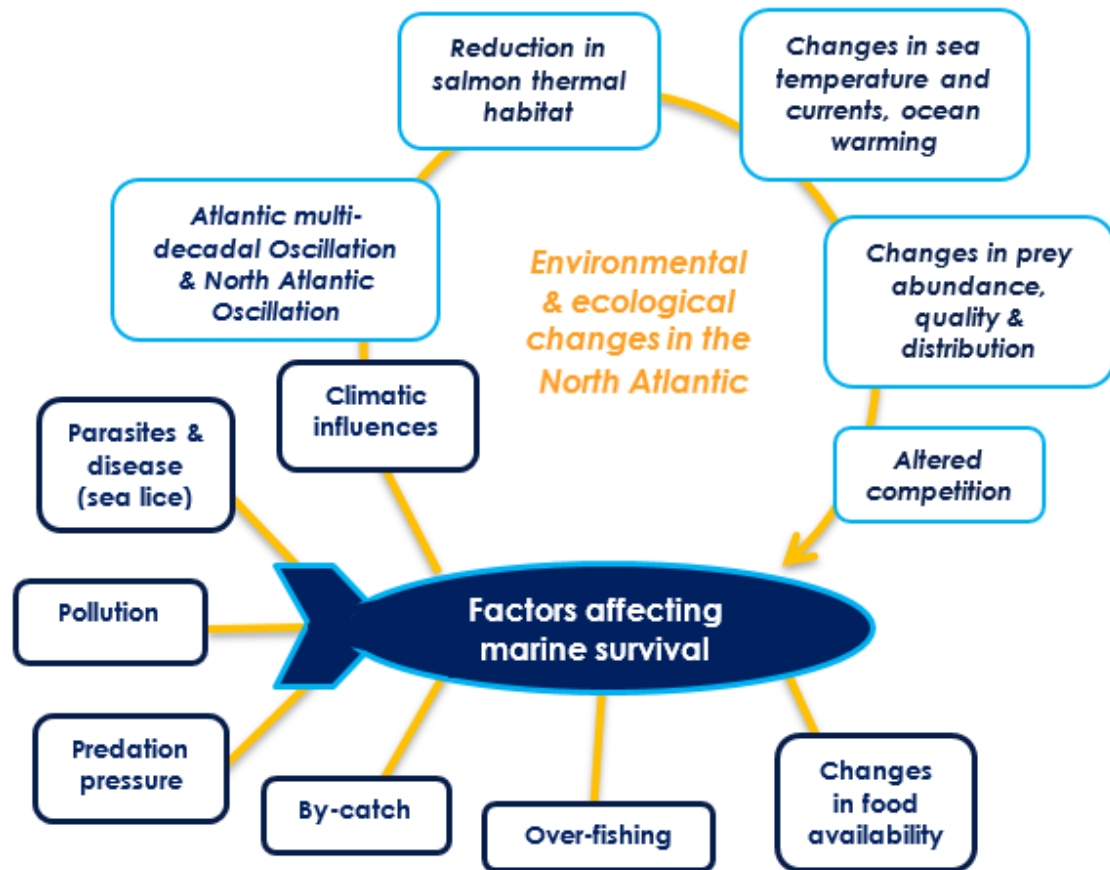 Reduction in
salmon thermal
habitat
Changes in sea
temperature and
currents, ocean
warming
Atlantic multi-
decadal Oscillation
& North Atlantic
Oscillation
Environmental
& ecological
changes in the
North Atlantic
Changes in prey
abundance,
quality &
distribution
Climatic
influences
Parasites &
disease
(sea lice)
Altered
competition
Pollution
Factors affecting
marine survival
Predation
pressure
By-catch
Over-fishing
Changes
in food
availability